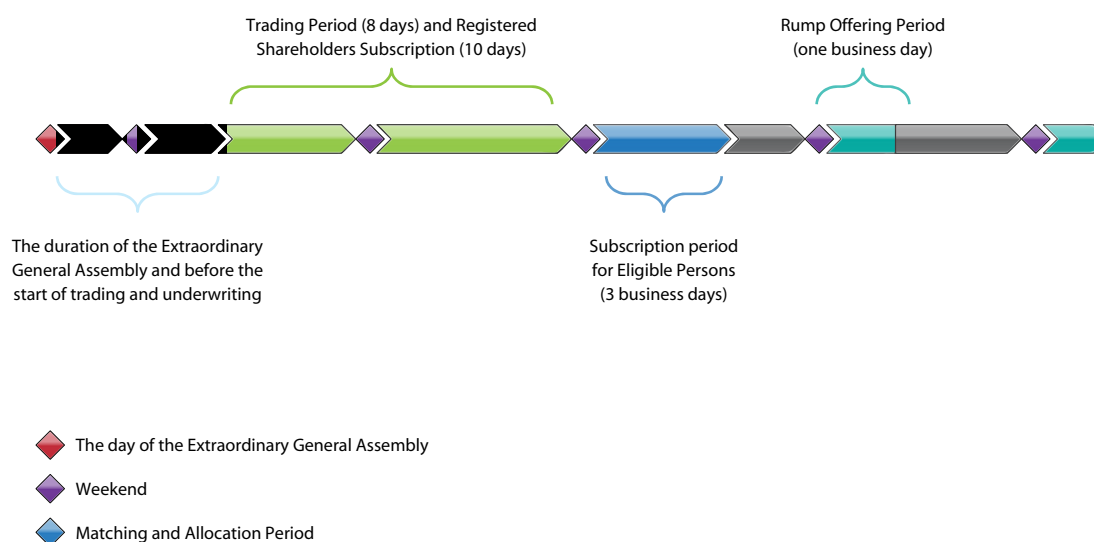 Trading Period (8 days) and Registered
Shareholders Subscription (10 days)
Rump Offering Period
(one business day)
The duration of the Extraordinary
General Assembly and before the
start of trading and underwriting
Subscription period
for Eligible Persons
(3 business days)
The day of the Extraordinary General Assembly
Weekend
Matching and Allocation Period